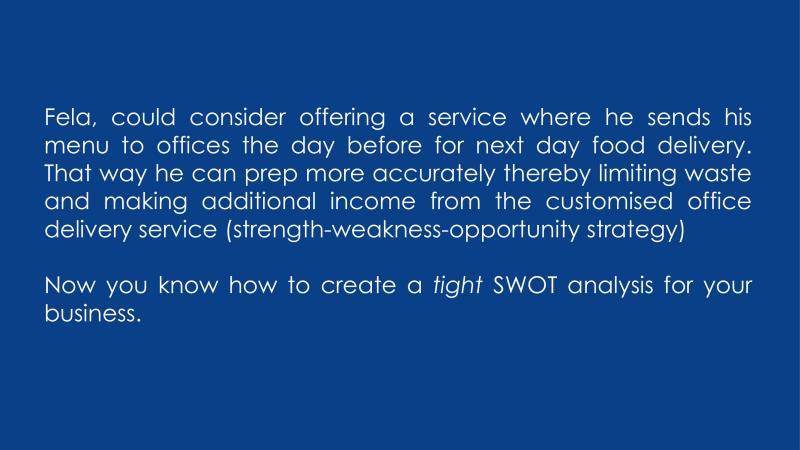 Fela, could consider offering a service where he sends his
menu to offices the day before for next day food delivery.
That way he can prep more accurately thereby limiting waste
and making additional income from the customised office
delivery service (strength-weakness-opportunity strategy)
Now you know how to create a tight SWOT analysis for your
business.